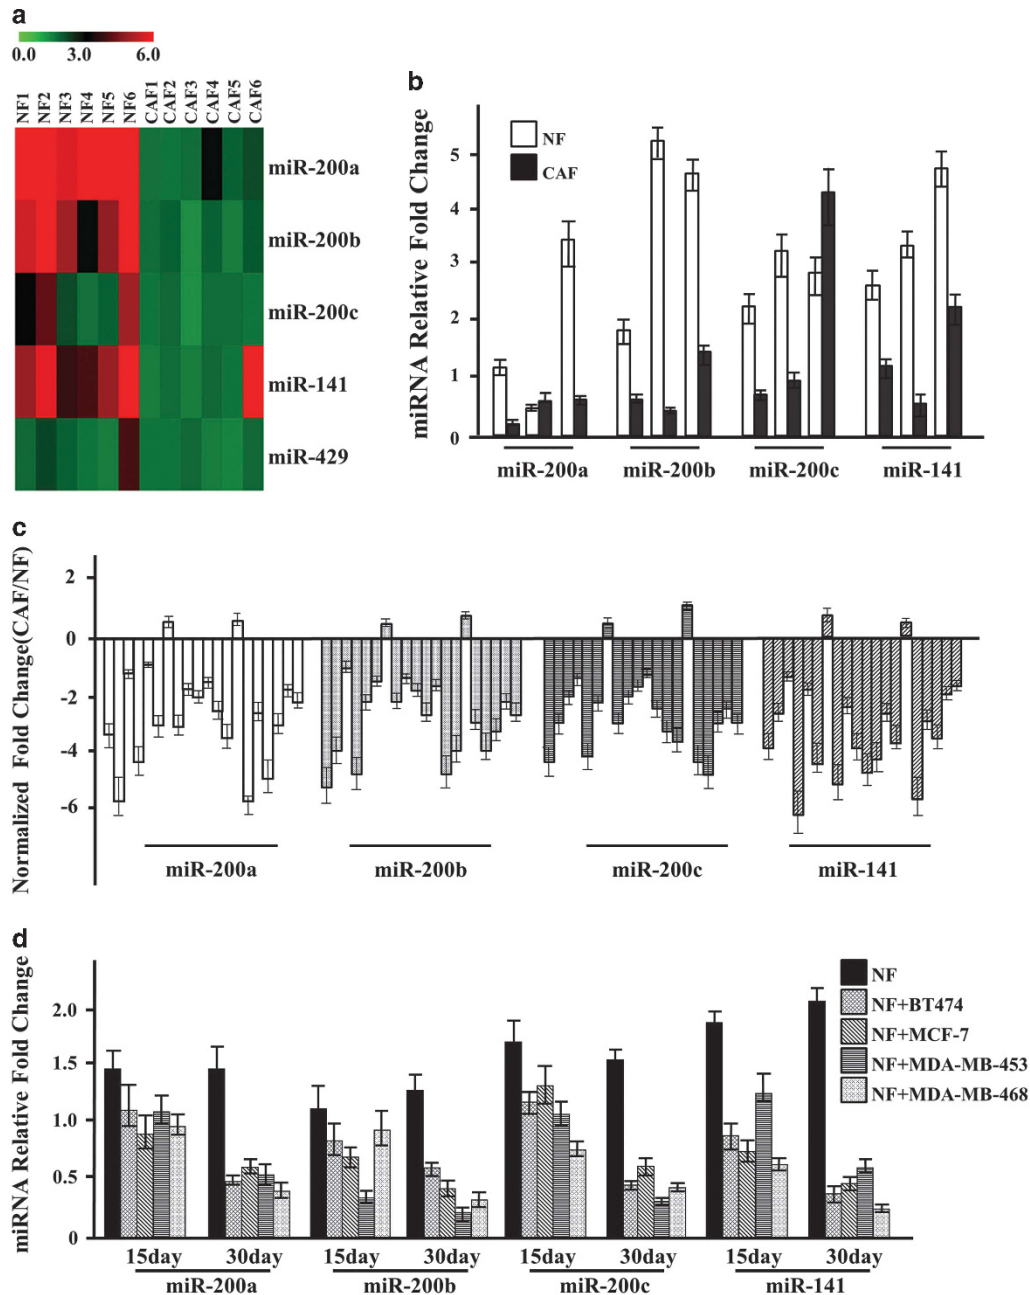 a
0.0 3.0 6.0
NF1 NF2 NF3 NF4 NF5 NF6 CAF1 CAF2 CAF3 CAF4 CAF5 CAF6
miR-200a
miR-200b
miR-200c
miR-141
miR-429
b
miRNA Relative Fold Change
NF
CAF
5
4
3
2
1
0
miR-200a miR-200b miR-200c miR-141
c
Normalized Fold Change(CAF/NF)
2
0
-2
-4
-6
miR-200a miR-200b miR-200c miR-141
d
miRNA Relative Fold Change
NF
NF+BT474
NF+MCF-7
NF+MDA-MB-453
NF+MDA-MB-468
2.0
1.5
1.0
0.5
0
15day 30day 15day 30day 15day 30day 15day 30day
miR-200a miR-200b miR-200c miR-141